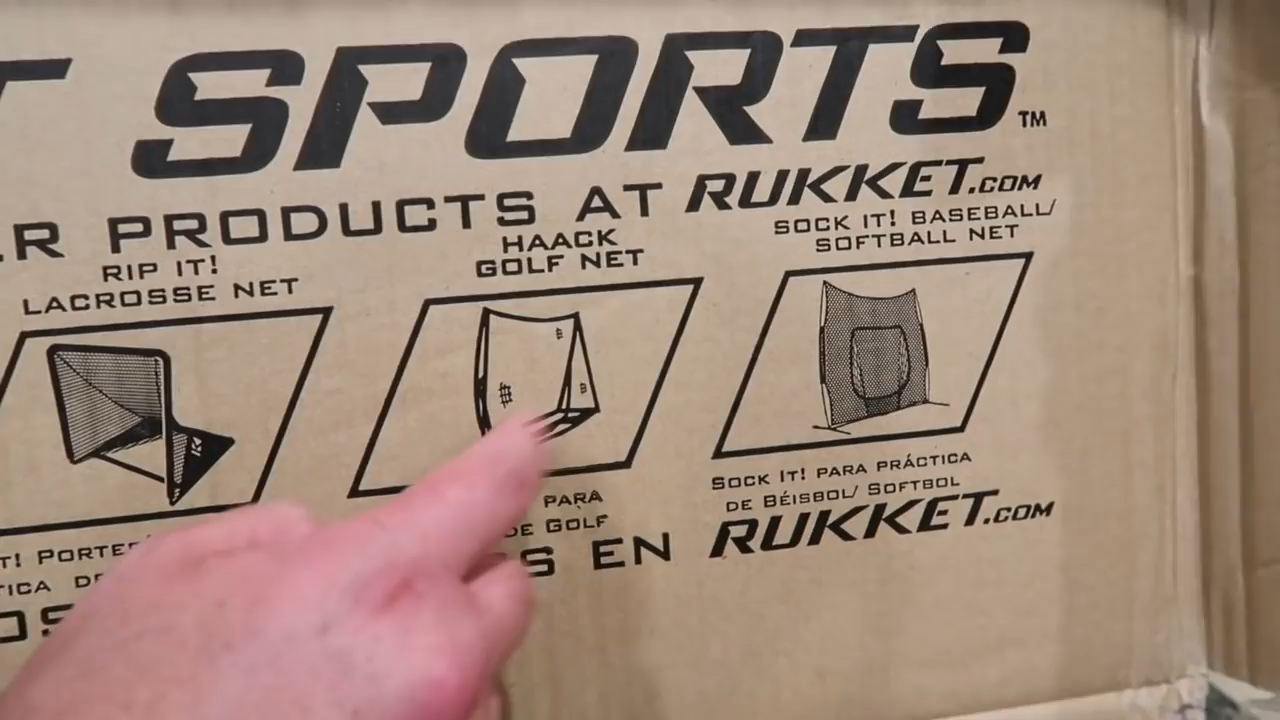 SPORTS™
PRODUCTS AT RUKKET.COM
RIP IT!
LACROSSE NET
HAACK
GOLF NET
SOCK IT! BASEBALL/
SOFTBALL NET
SOCK IT! PARA PRÁCTICA
DE BÉISBOL/ SOFTBOL
PARA
DE GOLF
EN RUKKET.COM